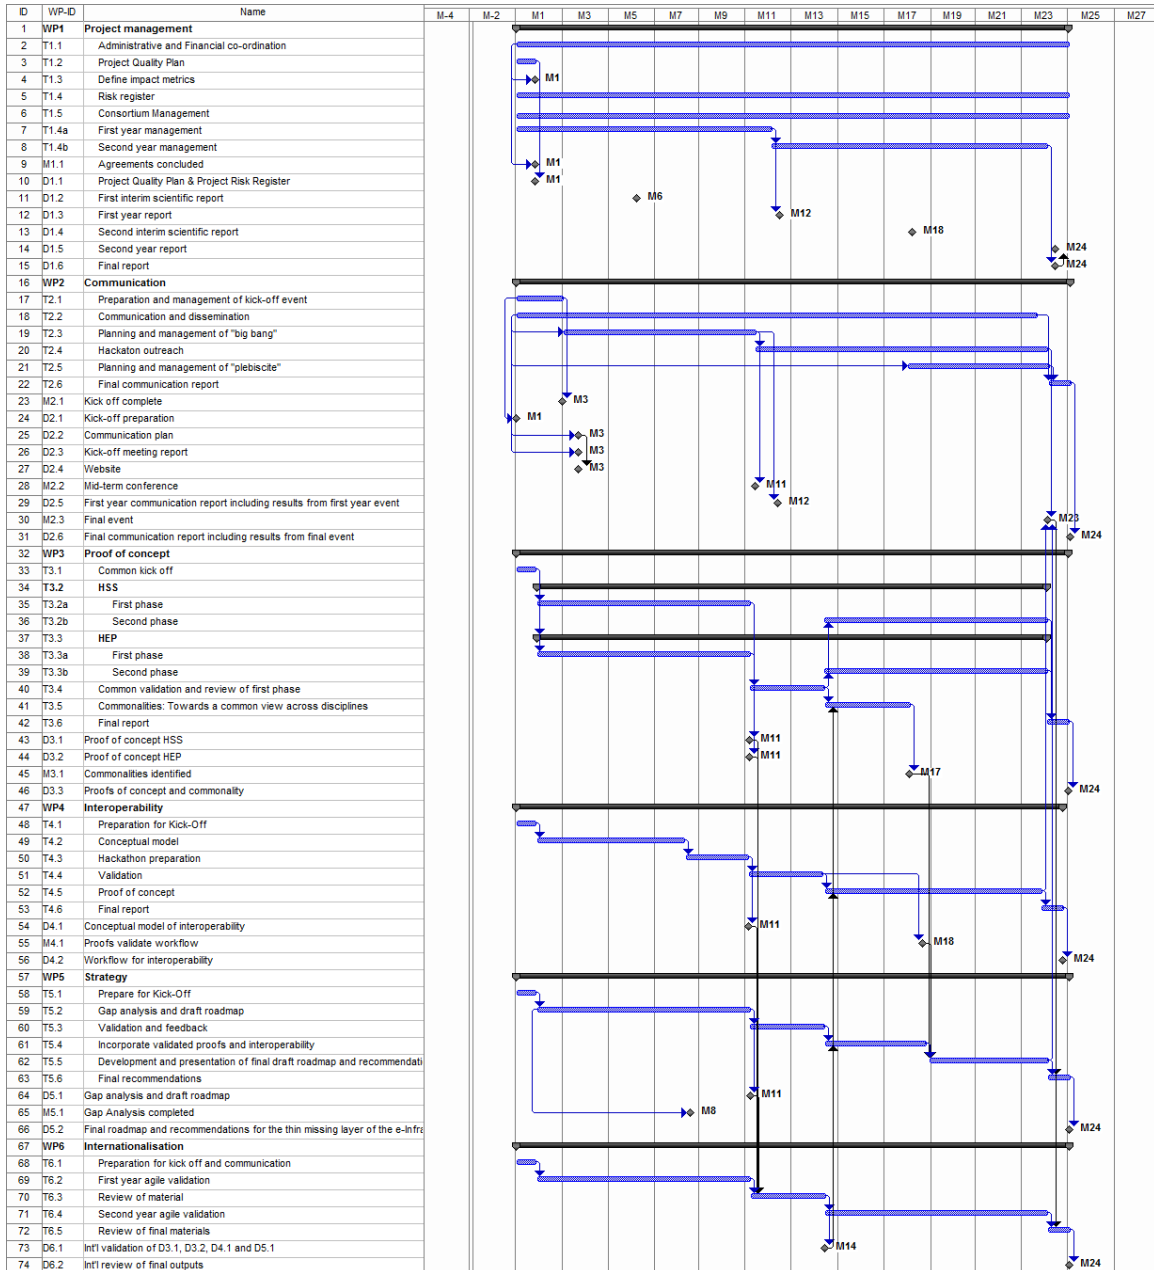 ID WP-ID Name M-4 M-2 M1 M3 M5 M7 M9 M11 M13 M15 M17 M19 M21 M23 M25 M27
1 WP1 Project management
2 T1.1 Administrative and Financial co-ordination
3 T1.2 Project Quality Plan
4 T1.3 Define impact metrics M1
5 T1.4 Risk register
6 T1.5 Consortium Management
7 T1.4a First year management
8 T1.4b Second year management
9 M1.1 Agreements concluded M1
10 D1.1 Project Quality Plan & Project Risk Register M1
11 D1.2 First interim scientific report M6
12 D1.3 First year report M12
13 D1.4 Second interim scientific report M18
14 D1.5 Second year report M24
15 D1.6 Final report M24
16 WP2 Communication
17 T2.1 Preparation and management of kick-off event
18 T2.2 Communication and dissemination
19 T2.3 Planning and management of "big bang"
20 T2.4 Hackaton outreach
21 T2.5 Planning and management of "plebiscite"
22 T2.6 Final communication report
23 M2.1 Kick off complete M3
24 D2.1 Kick-off preparation M1
25 D2.2 Communication plan M3
26 D2.3 Kick-off meeting report M3
27 D2.4 Website M3
28 M2.2 Mid-term conference M11
29 D2.5 First year communication report including results from first year event M12
30 M2.3 Final event M23
31 D2.6 Final communication report including results from final event M24
32 WP3 Proof of concept
33 T3.1 Common kick off
34 T3.2 HSS
35 T3.2a First phase
36 T3.2b Second phase
37 T3.3 HEP
38 T3.3a First phase
39 T3.3b Second phase
40 T3.4 Common validation and review of first phase
41 T3.5 Commonalities: Towards a common view across disciplines
42 T3.6 Final report
43 D3.1 Proof of concept HSS M11
44 D3.2 Proof of concept HEP M11
45 M3.1 Commonalities identified M17
46 D3.3 Proofs of concept and commonality M24
47 WP4 Interoperability
48 T4.1 Preparation for Kick-Off
49 T4.2 Conceptual model
50 T4.3 Hackathon preparation
51 T4.4 Validation
52 T4.5 Proof of concept
53 T4.6 Final report
54 D4.1 Conceptual model of interoperability M11
55 M4.1 Proofs validate workflow M18
56 D4.2 Workflow for interoperability M24
57 WP5 Strategy
58 T5.1 Prepare for Kick-Off
59 T5.2 Gap analysis and draft roadmap
60 T5.3 Validation and feedback
61 T5.4 Incorporate validated proofs and interoperability
62 T5.5 Development and presentation of final draft roadmap and recommendati
63 T5.6 Final recommendations
64 D5.1 Gap analysis and draft roadmap M11
65 M5.1 Gap Analysis completed M8
66 D5.2 Final roadmap and recommendations for the thin missing layer of the e-Infra M24
67 WP6 Internationalisation
68 T6.1 Preparation for kick off and communication
69 T6.2 First year agile validation
70 T6.3 Review of material
71 T6.4 Second year agile validation
72 T6.5 Review of final materials
73 D6.1 Int'l validation of D3.1, D3.2, D4.1 and D5.1 M14
74 D6.2 Int'l review of final outputs M24